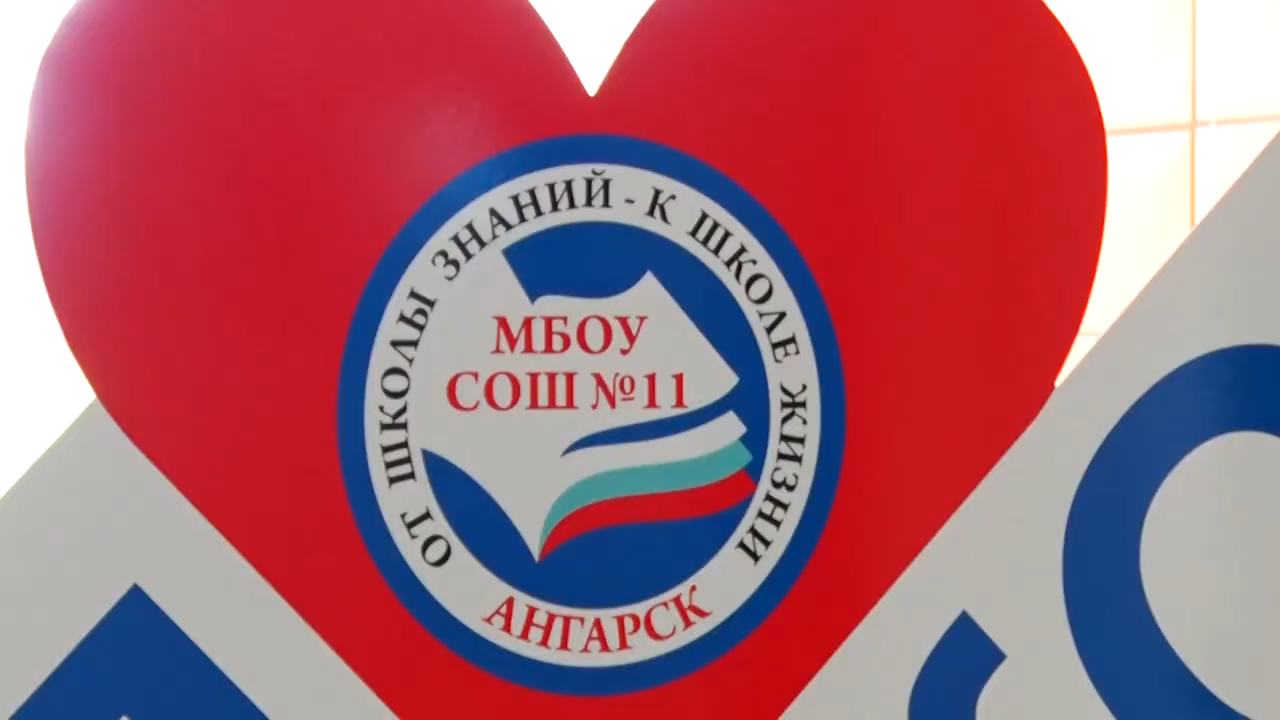 ОТ ШКОЛЫ ЗНАНИЙ - К ШКОЛЕ ЖИЗНИ
МБОУ
СОШ №11
АНГАРСК